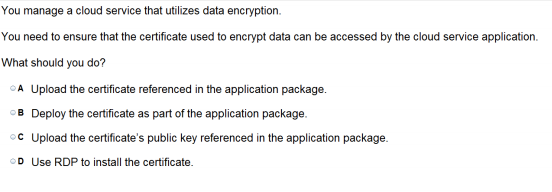 You manage a cloud service that utilizes data encryption.
You need to ensure that the certificate used to encrypt data can be accessed by the cloud service application.
What should you do?
A Upload the certificate referenced in the application package.
B Deploy the certificate as part of the application package.
C Upload the certificate's public key referenced in the application package.
D Use RDP to install the certificate.